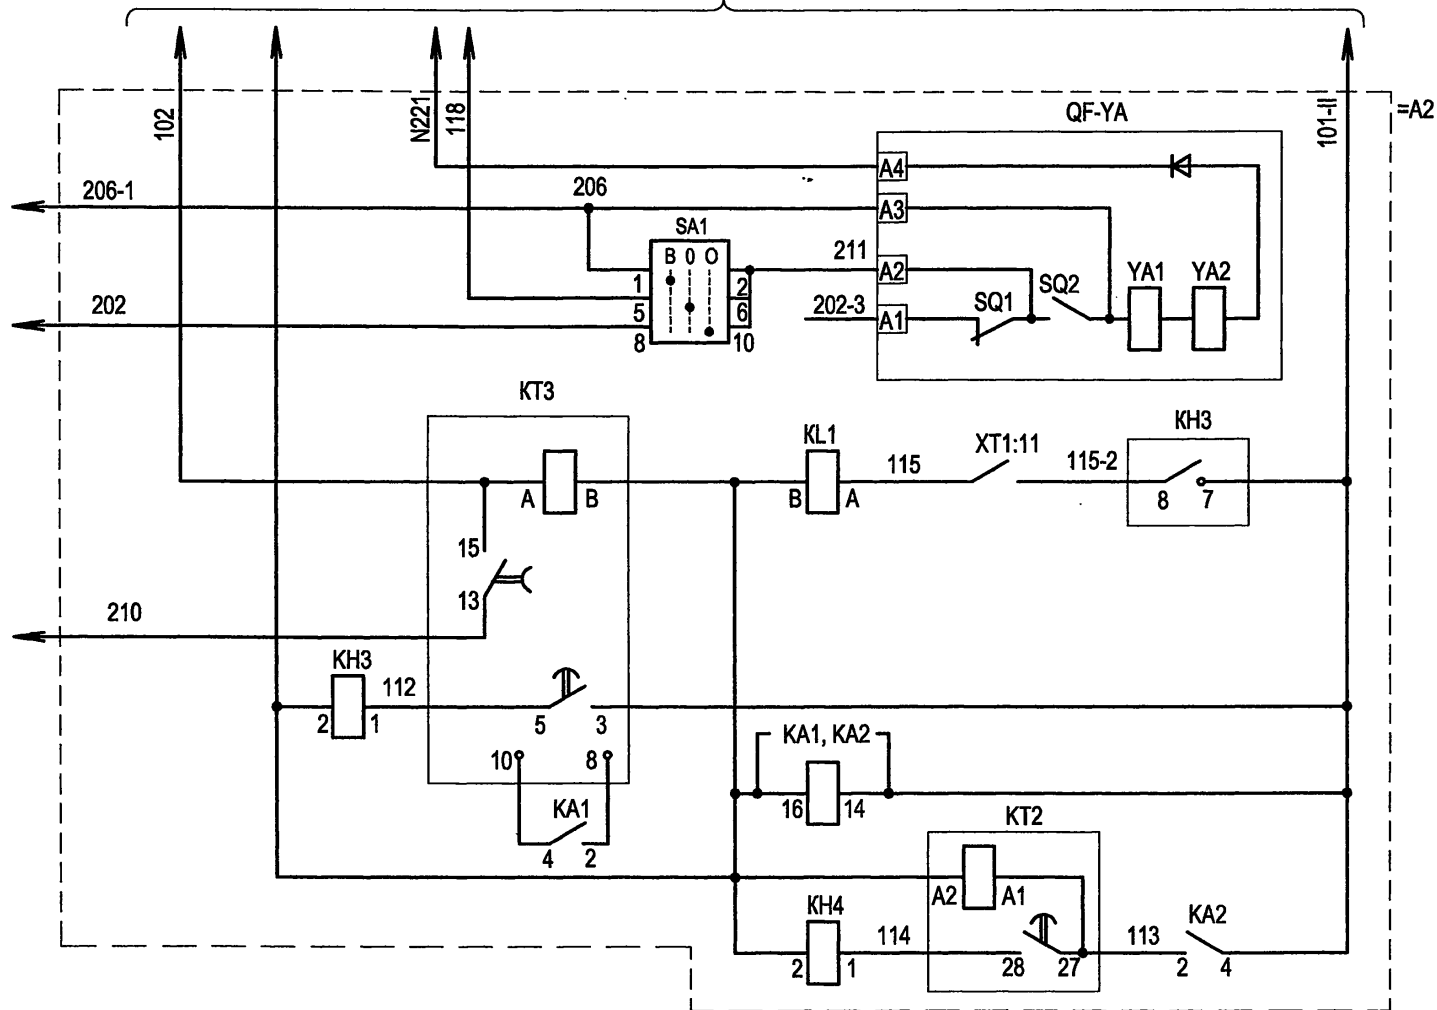 102
N221
118
101-II
=A2
QF-YA
A4
206-1
206
A3
SA1
B 0 O
211
A2
1
2
YA1
YA2
SQ2
SQ1
202
202-3
A1
5
6
8
10
KT3
KL1
XT1:11
KH3
115
115-2
A
B
B
A
8
7
15
13
210
KH3
112
2
1
5
3
KA1, KA2
10
8
16
14
KA1
KT2
4
2
A2
A1
KH4
114
113
KA2
2
1
28
27
2
4